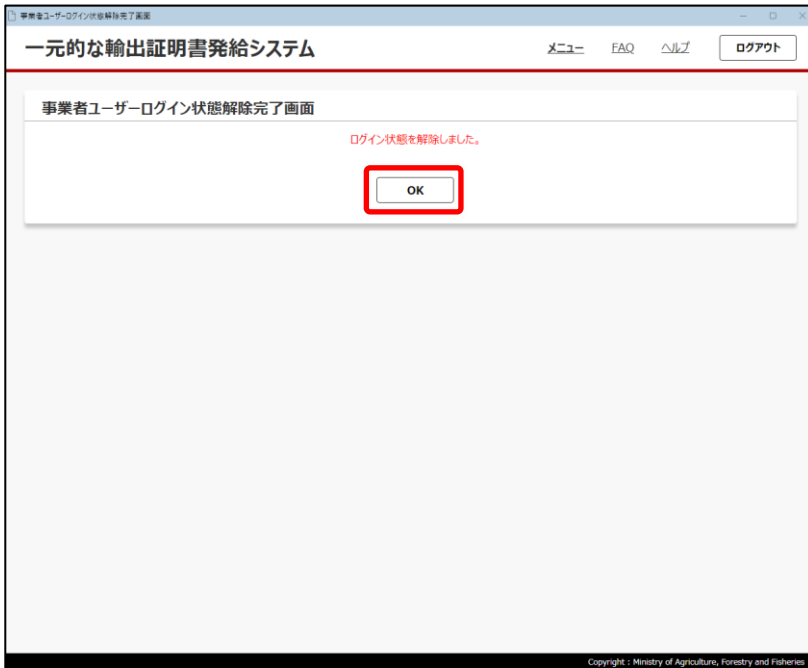 事業者ユーザーログイン状態解除完了画面
一元的な輸出証明書発給システム
メニュー FAQ ヘルプ ログアウト
事業者ユーザーログイン状態解除完了画面
ログイン状態を解除しました。
OK
Copyright : Ministry of Agriculture, Forestry and Fisheries